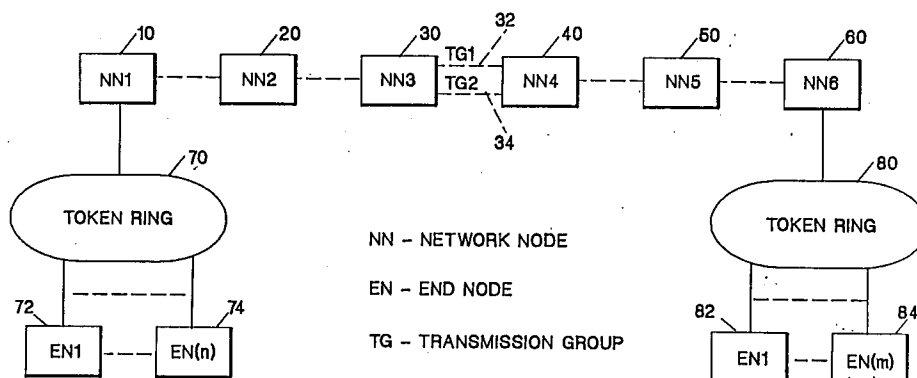 10 20 30 32 40 50 60
NN1 NN2 NN3 TG1 TG2 NN4 NN5 NN6
34
70 80
TOKEN RING TOKEN RING
NN – NETWORK NODE
EN – END NODE
TG – TRANSMISSION GROUP
72 74 82 84
EN1 EN(n) EN1 EN(m)